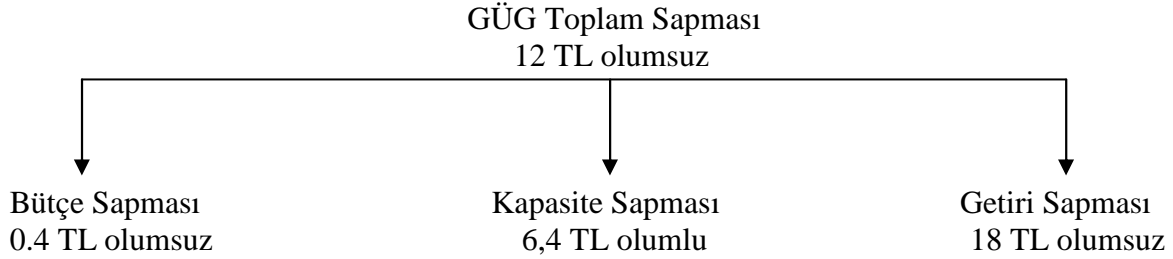 GÜG Toplam Sapması
12 TL olumsuz
Bütçe Sapması
0.4 TL olumsuz
Kapasite Sapması
6,4 TL olumlu
Getiri Sapması
18 TL olumsuz